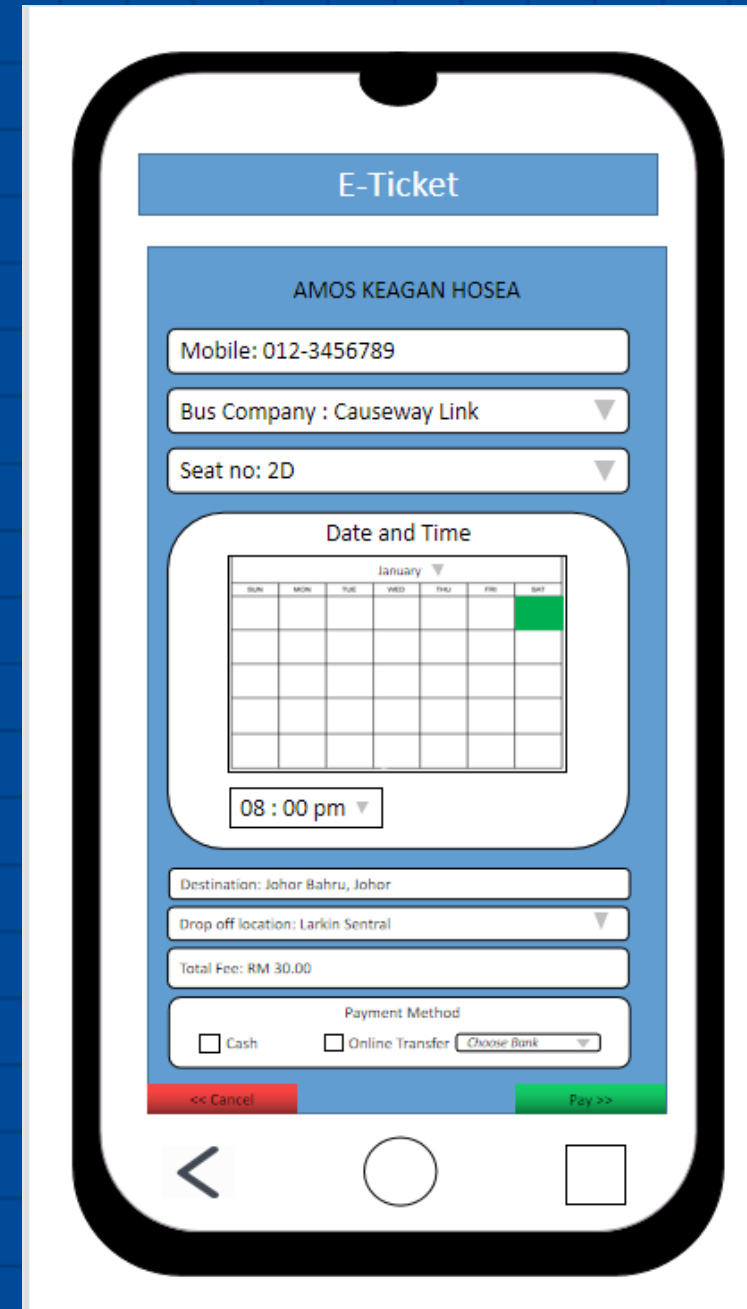 E-Ticket
AMOS KEAGAN HOSEA
Mobile: 012-3456789
Bus Company : Causeway Link
Seat no: 2D
Date and Time
January
SUN MON TUE WED THU FRI SAT
08 : 00 pm
Destination: Johor Bahru, Johor
Drop off location: Larkin Sentral
Total Fee: RM 30.00
Payment Method
Cash Online Transfer Choose Bank
<< Cancel Pay >>